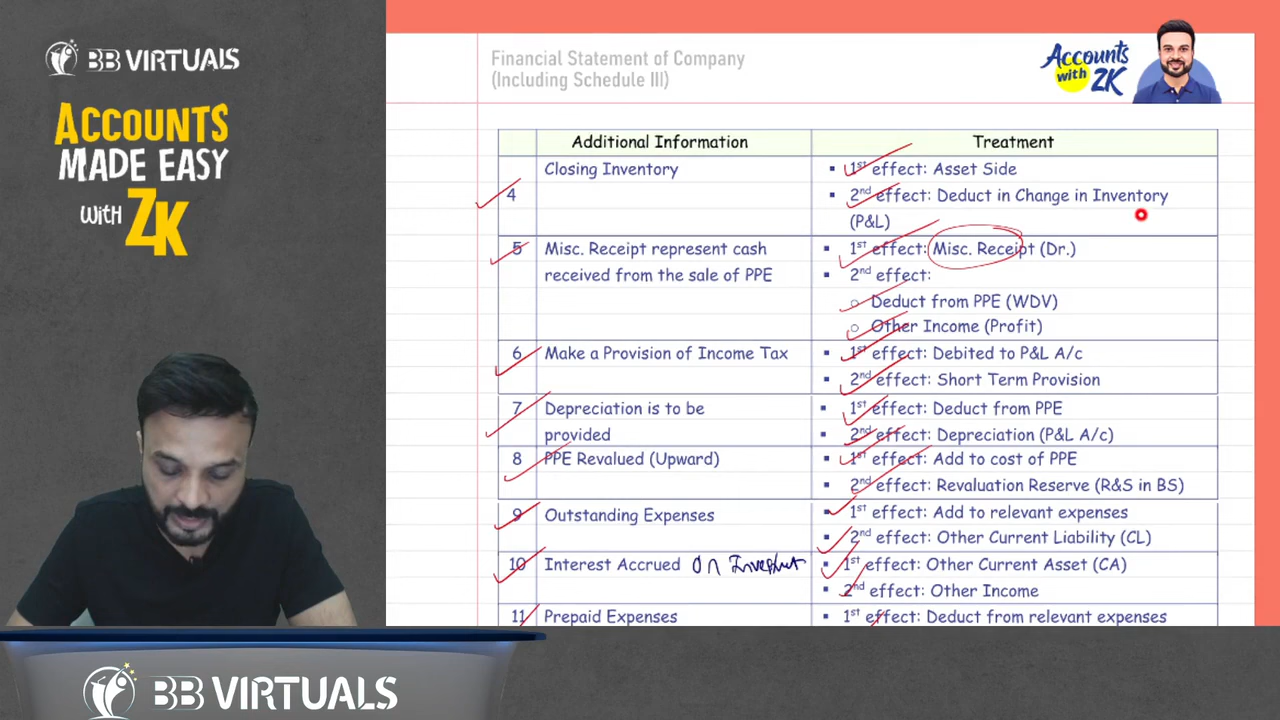 BB VIRTUALS
ACCOUNTS
MADE EASY
WITH ZK
Financial Statement of Company
(Including Schedule III)
Accounts
with ZK
Additional Information Treatment
4 Closing Inventory ▪ 1st effect: Asset Side
▪ 2nd effect: Deduct in Change in Inventory
(P&L)
5 Misc. Receipt represent cash ▪ 1st effect: Misc. Receipt (Dr.)
received from the sale of PPE ▪ 2nd effect:
o Deduct from PPE (WDV)
o Other Income (Profit)
6 Make a Provision of Income Tax ▪ 1st effect: Debited to P&L A/c
▪ 2nd effect: Short Term Provision
7 Depreciation is to be ▪ 1st effect: Deduct from PPE
provided ▪ 2nd effect: Depreciation (P&L A/c)
8 PPE Revalued (Upward) ▪ 1st effect: Add to cost of PPE
2nd effect: Revaluation Reserve (R&S in BS)
9 Outstanding Expenses ▪ 1st effect: Add to relevant expenses
▪ 2nd effect: Other Current Liability (CL)
10 Interest Accrued On ▪ 1st effect: Other Current Asset (CA)
▪ 2nd effect: Other Income
11 Prepaid Expenses ▪ 1st effect: Deduct from relevant expenses
BB VIRTUALS